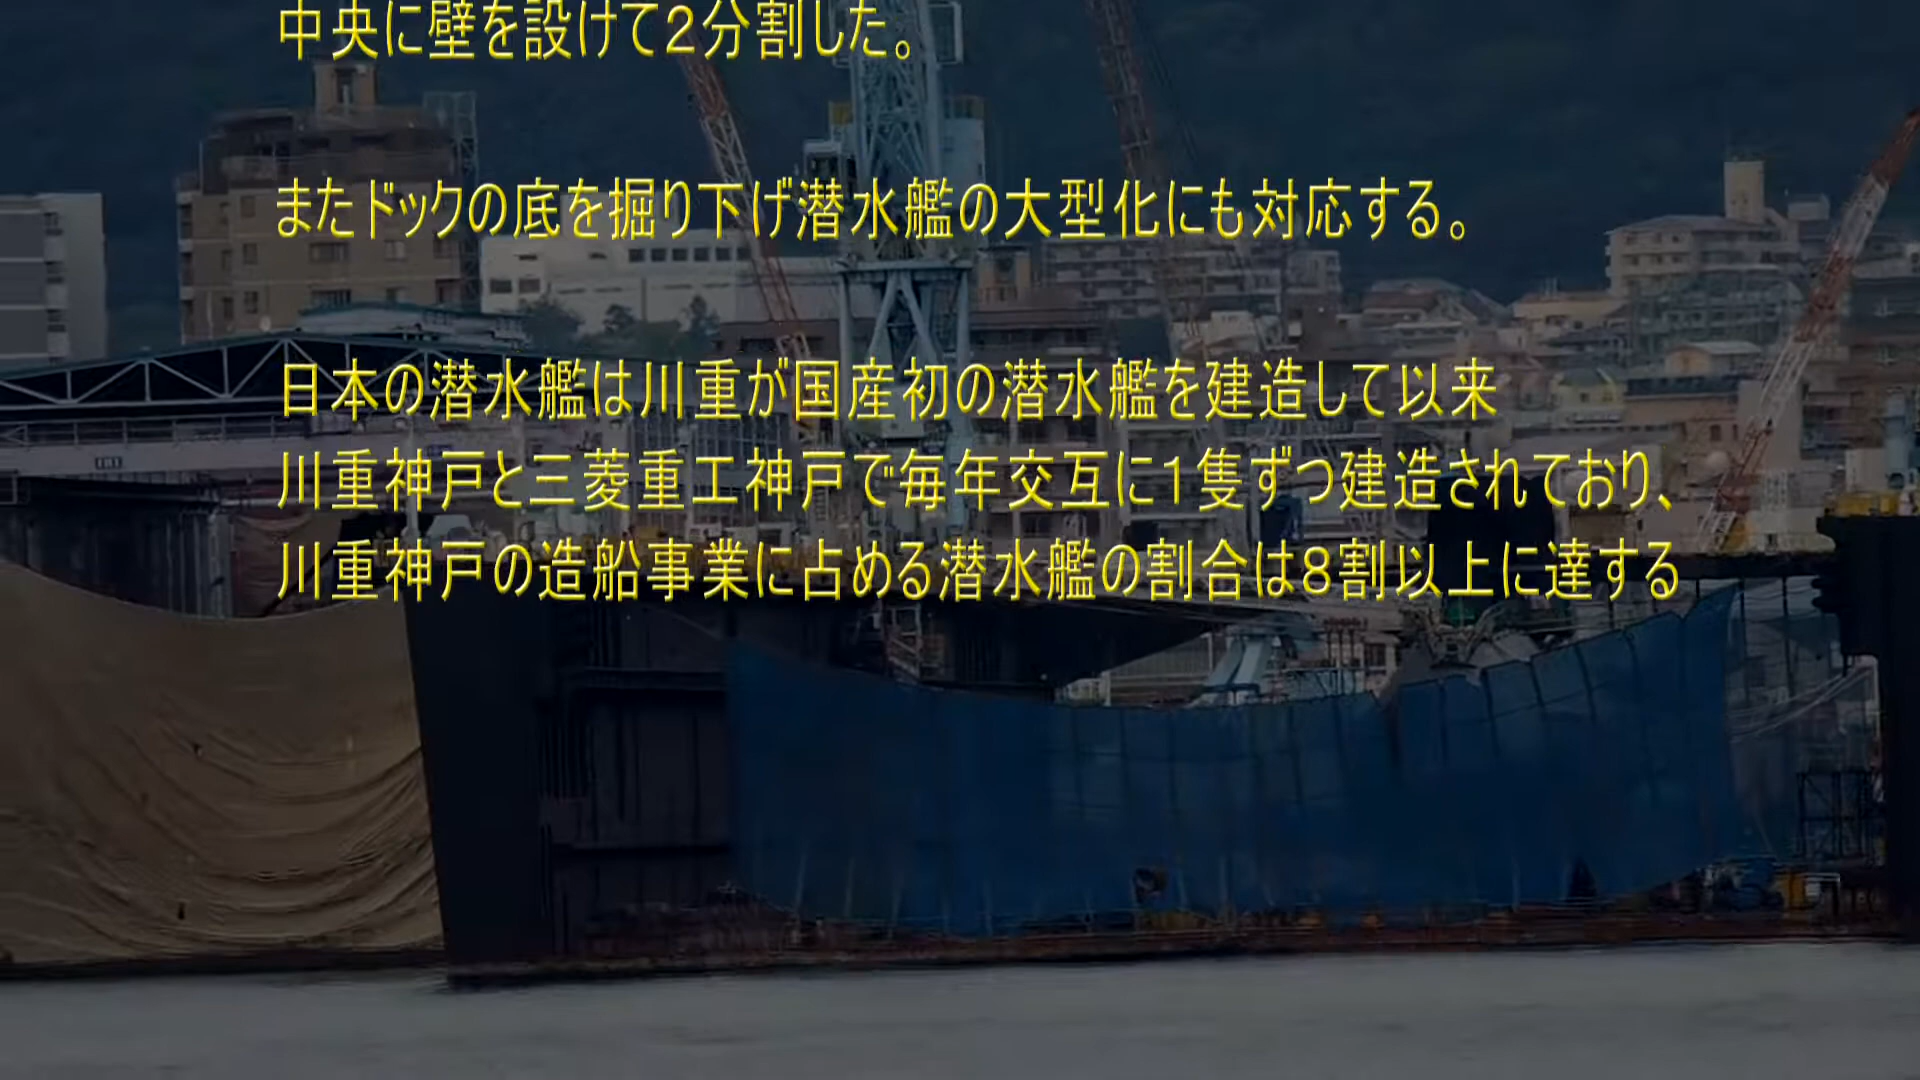 中央に壁を設けて２分割した。
またドックの底を掘り下げ潜水艦の大型化にも対応する。
日本の潜水艦は川重が国産初の潜水艦を建造して以来
川重神戸と三菱重工神戸で毎年交互に１隻ずつ建造されており、
川重神戸の造船事業に占める潜水艦の割合は８割以上に達する